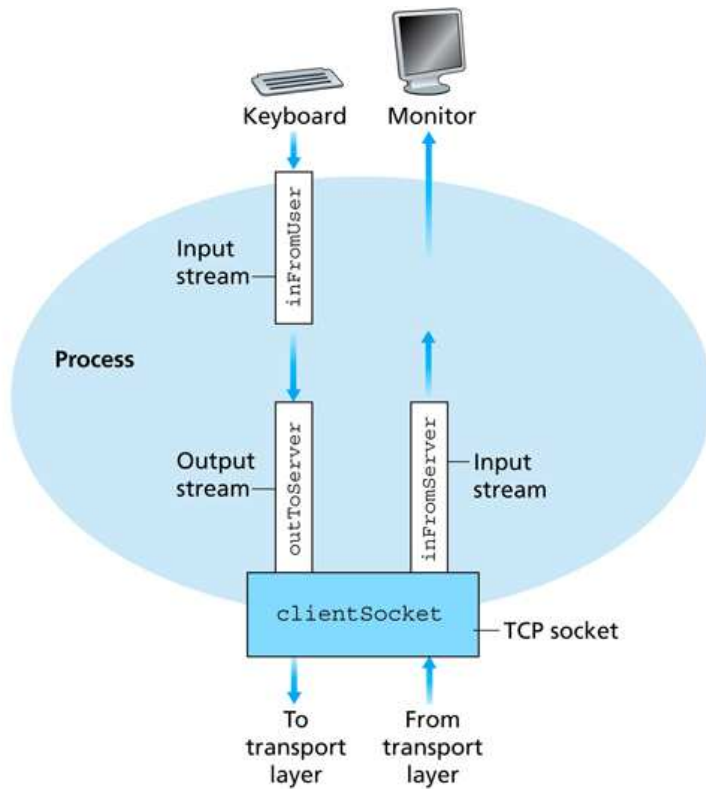 Keyboard
Monitor
Input
stream
inFromUser
Process
Output
stream
outToServer
inFromServer
Input
stream
clientSocket
TCP socket
To
transport
layer
From
transport
layer